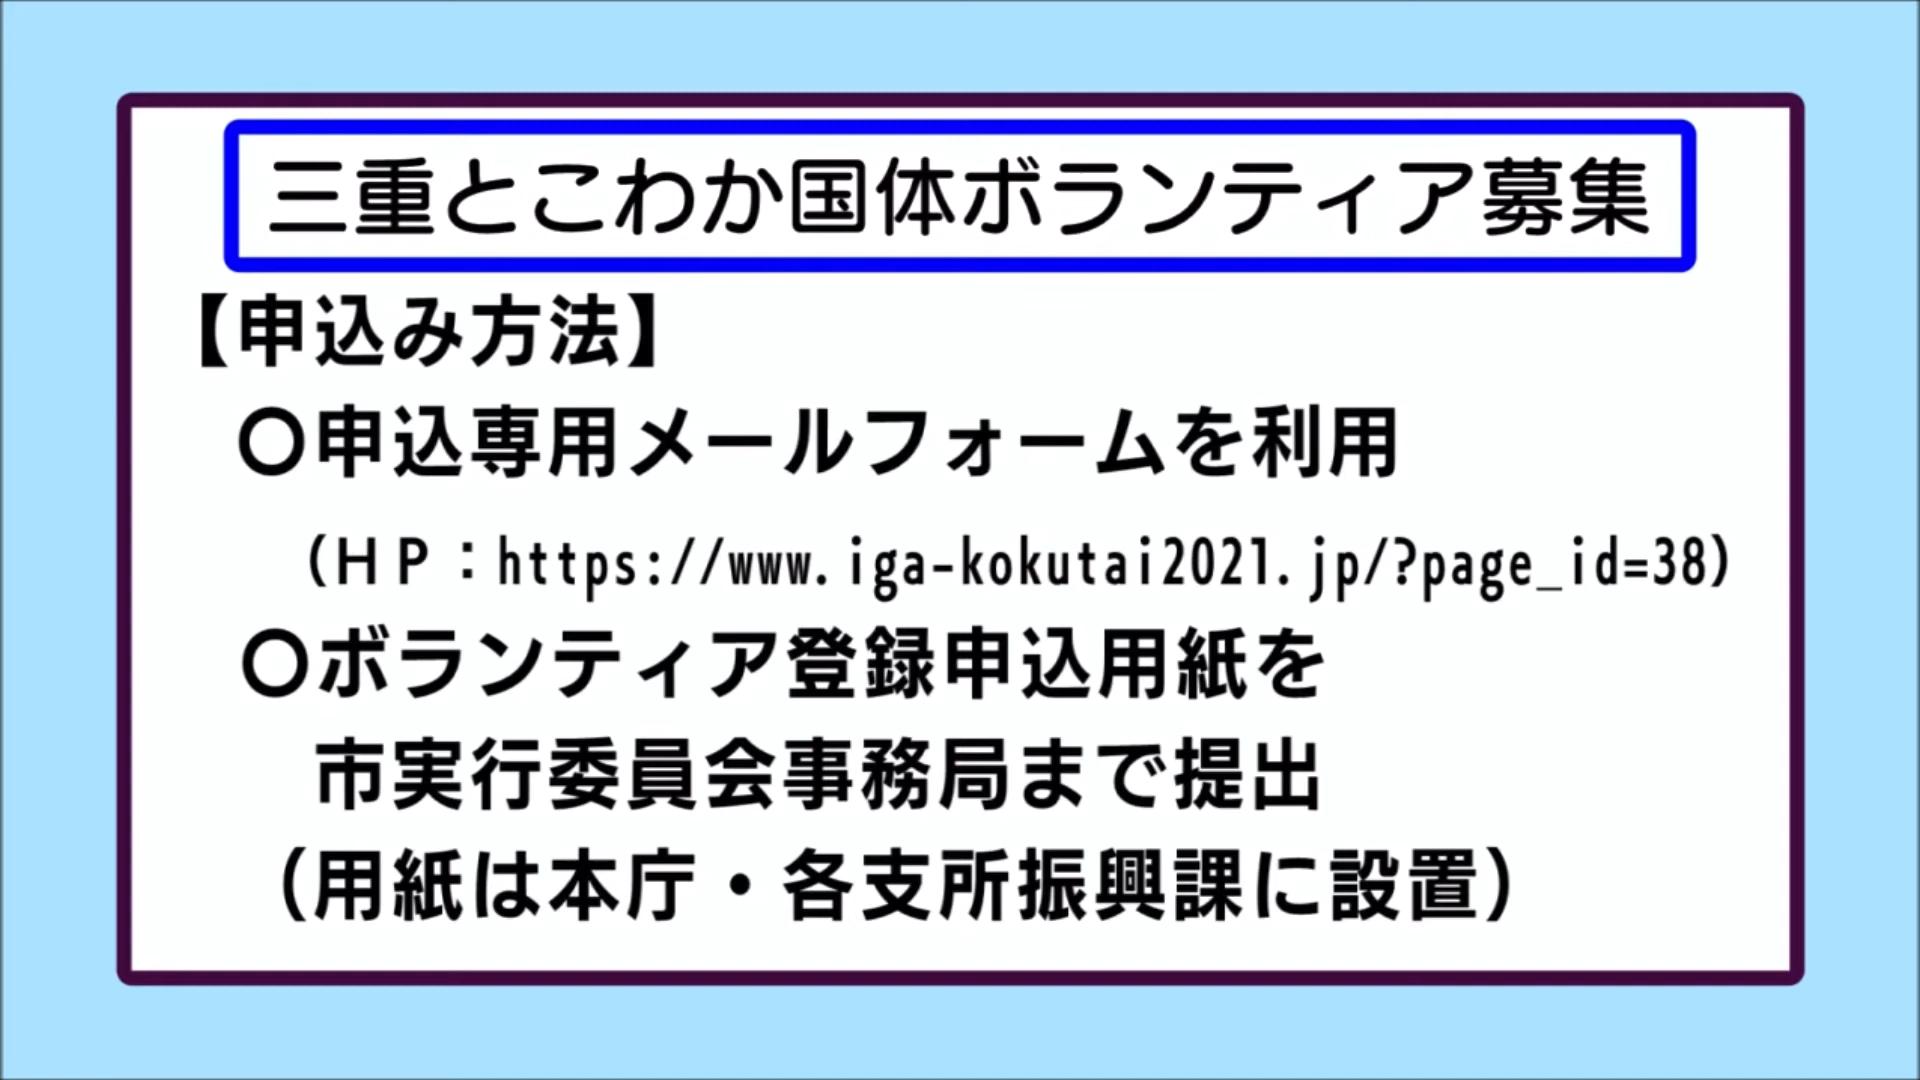 三重とこわか国体ボランティア募集
【申込み方法】
〇申込専用メールフォームを利用
（ＨＰ：https://www.iga-kokutai2021.jp/?page_id=38）
〇ボランティア登録申込用紙を
市実行委員会事務局まで提出
（用紙は本庁・各支所振興課に設置）